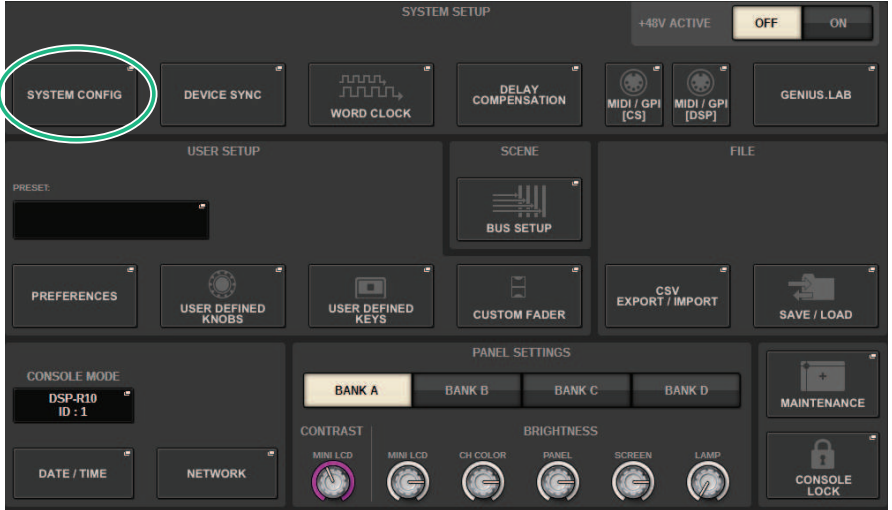 SYSTEM SETUP
+48V ACTIVE
OFF
ON
SYSTEM CONFIG
DEVICE SYNC
WORD CLOCK
DELAY
COMPENSATION
MIDI / GPI
[CS]
MIDI / GPI
[DSP]
GENIUS.LAB
USER SETUP
SCENE
FILE
PRESET:
BUS SETUP
PREFERENCES
USER DEFINED
KNOBS
USER DEFINED
KEYS
CUSTOM FADER
CSV
EXPORT / IMPORT
SAVE / LOAD
CONSOLE MODE
DSP-R10
ID : 1
DATE / TIME
NETWORK
PANEL SETTINGS
BANK A
BANK B
BANK C
BANK D
CONTRAST
BRIGHTNESS
MINI LCD
MINI LCD
CH COLOR
PANEL
SCREEN
LAMP
MAINTENANCE
CONSOLE
LOCK